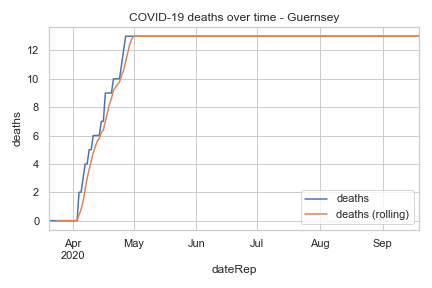 COVID-19 deaths over time - Guernsey
deaths
12
10
8
6
4
2
0
Apr
2020
May
Jun
Jul
Aug
Sep
dateRep
deaths
deaths (rolling)